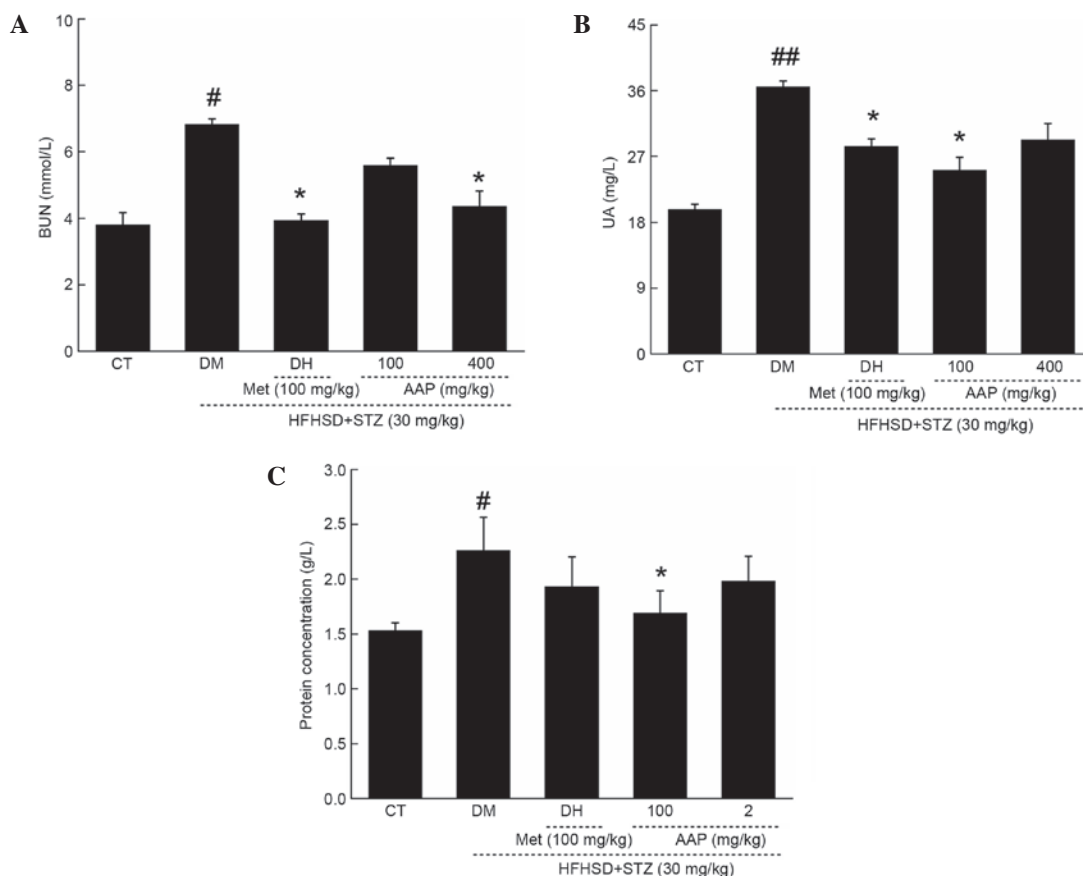 A
10
8
6
4
2
0
BUN (mmol/L)
#
*
*
CT DM DH 100 400
Met (100 mg/kg) AAP (mg/kg)
HFHSD+STZ (30 mg/kg)
B
45
36
27
18
9
0
UA (mg/L)
##
*
*
CT DM DH 100 400
Met (100 mg/kg) AAP (mg/kg)
HFHSD+STZ (30 mg/kg)
C
3.0
2.5
2.0
1.5
1.0
0.5
0.0
Protein concentration (g/L)
#
*
CT DM DH 100 2
Met (100 mg/kg) AAP (mg/kg)
HFHSD+STZ (30 mg/kg)